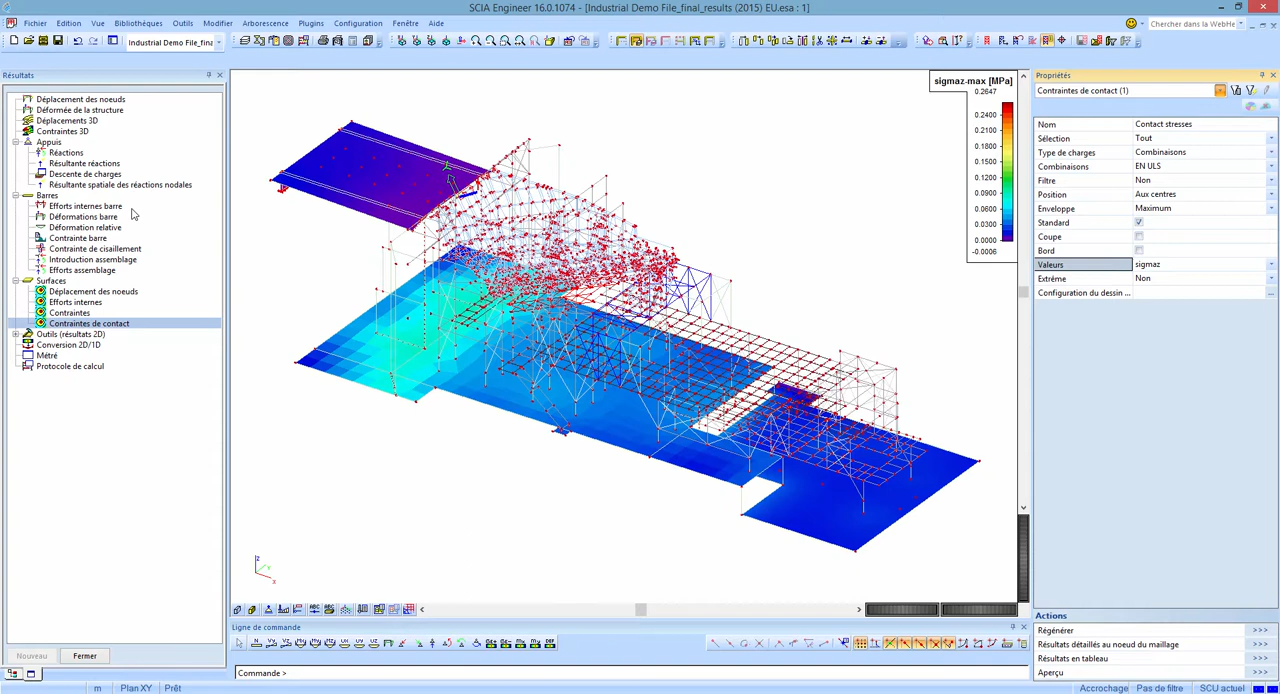 SCIA Engineer 16.0.1074 - [Industrial Demo File_final_results (2015) EU.esa : 1]
Fichier Edition Vue Bibliothèques Outils Modifier Arborescence Plugins Configuration Fenêtre Aide
Chercher dans la WebHe
Industrial Demo File_fina
Résultats
Déplacement des noeuds
Déformée de la structure
Déplacements 3D
Contraintes 3D
Appuis
Réactions
Résultante réactions
Descente de charges
Résultante spatiale des réactions nodales
Barres
Efforts internes barre
Déformations barre
Déformation relative
Contrainte barre
Contrainte de cisaillement
Introduction assemblage
Efforts assemblage
Surfaces
Déplacement des noeuds
Efforts internes
Contraintes
Contraintes de contact
Outils (résultats 2D)
Conversion 2D/1D
Métré
Protocole de calcul
Nouveau Fermer
sigmaz-max [MPa]
0.2647
0.2400
0.2100
0.1800
0.1500
0.1200
0.0900
0.0600
0.0300
0.0000
-0.0006
z
y
x
Propriétés
Contraintes de contact (1)
Nom Contact stresses
Sélection Tout
Type de charges Combinaisons
Combinaisons EN ULS
Filtre Non
Position Aux centres
Enveloppe Maximum
Standard
Coupe
Bord
Valeurs sigmaz
Extrême Non
Configuration du dessin ...
Actions
Régénérer >>>
Résultats détaillés au noeud du maillage >>>
Résultats en tableau >>>
Aperçu >>>
Ligne de commande
Commande >
m Plan XY Prêt
Accrochage Pas de filtre SCU actuel